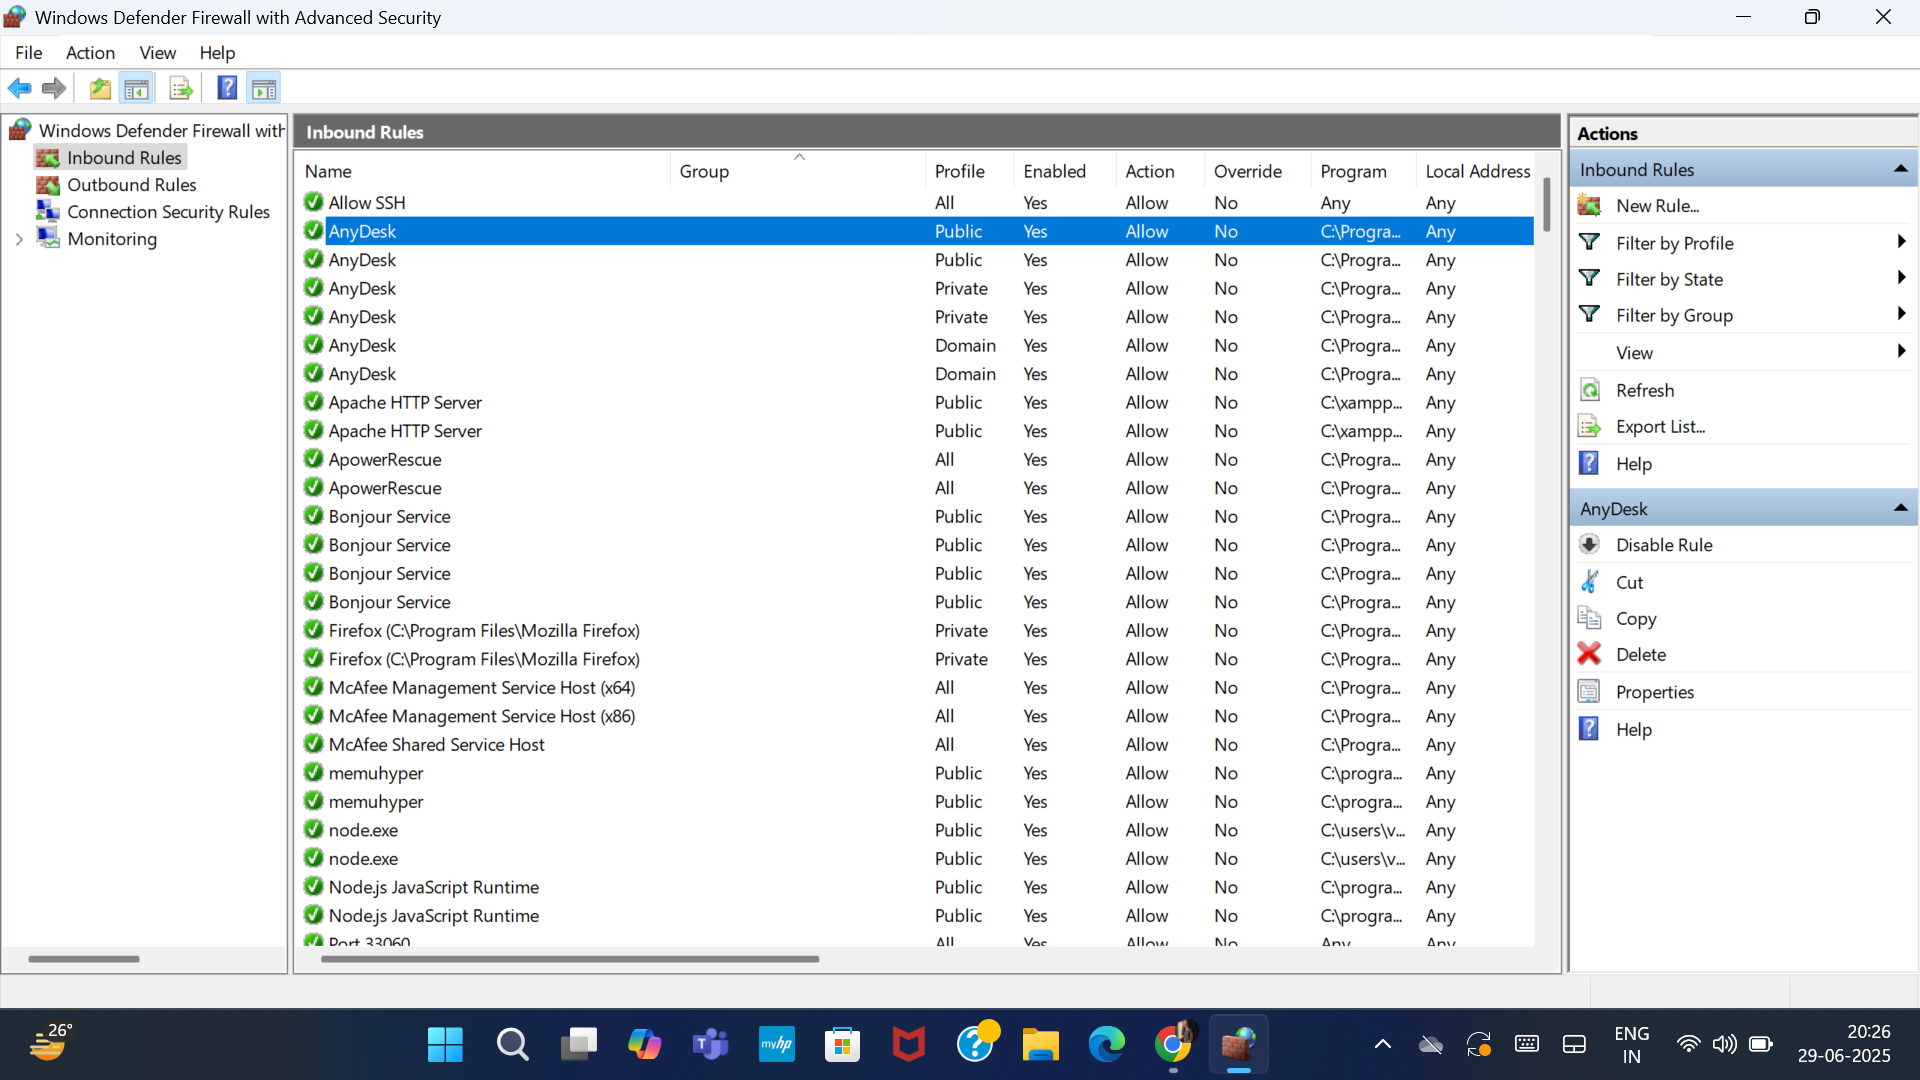 Windows Defender Firewall with Advanced Security
File Action View Help
Windows Defender Firewall with
Inbound Rules
Outbound Rules
Connection Security Rules
Monitoring
Inbound Rules
Name Group Profile Enabled Action Override Program Local Address
Allow SSH All Yes Allow No Any Any
AnyDesk Public Yes Allow No C:\Progra... Any
AnyDesk Public Yes Allow No C:\Progra... Any
AnyDesk Private Yes Allow No C:\Progra... Any
AnyDesk Private Yes Allow No C:\Progra... Any
AnyDesk Domain Yes Allow No C:\Progra... Any
AnyDesk Domain Yes Allow No C:\Progra... Any
Apache HTTP Server Public Yes Allow No C:\xampp... Any
Apache HTTP Server Public Yes Allow No C:\xampp... Any
ApowerRescue All Yes Allow No C:\Progra... Any
ApowerRescue All Yes Allow No C:\Progra... Any
Bonjour Service Public Yes Allow No C:\Progra... Any
Bonjour Service Public Yes Allow No C:\Progra... Any
Bonjour Service Public Yes Allow No C:\Progra... Any
Bonjour Service Public Yes Allow No C:\Progra... Any
Firefox (C:\Program Files\Mozilla Firefox) Private Yes Allow No C:\Progra... Any
Firefox (C:\Program Files\Mozilla Firefox) Private Yes Allow No C:\Progra... Any
McAfee Management Service Host (x64) All Yes Allow No C:\Progra... Any
McAfee Management Service Host (x86) All Yes Allow No C:\Progra... Any
McAfee Shared Service Host All Yes Allow No C:\Progra... Any
memuhyper Public Yes Allow No C:\progra... Any
memuhyper Public Yes Allow No C:\progra... Any
node.exe Public Yes Allow No C:\users\v... Any
node.exe Public Yes Allow No C:\users\v... Any
Node.js JavaScript Runtime Public Yes Allow No C:\progra... Any
Node.js JavaScript Runtime Public Yes Allow No C:\progra... Any
Port 33060 All Yes Allow No Any Any
Actions
Inbound Rules
New Rule...
Filter by Profile
Filter by State
Filter by Group
View
Refresh
Export List...
Help
AnyDesk
Disable Rule
Cut
Copy
Delete
Properties
Help
26°
myhp
ENG
IN
20:26
29-06-2025